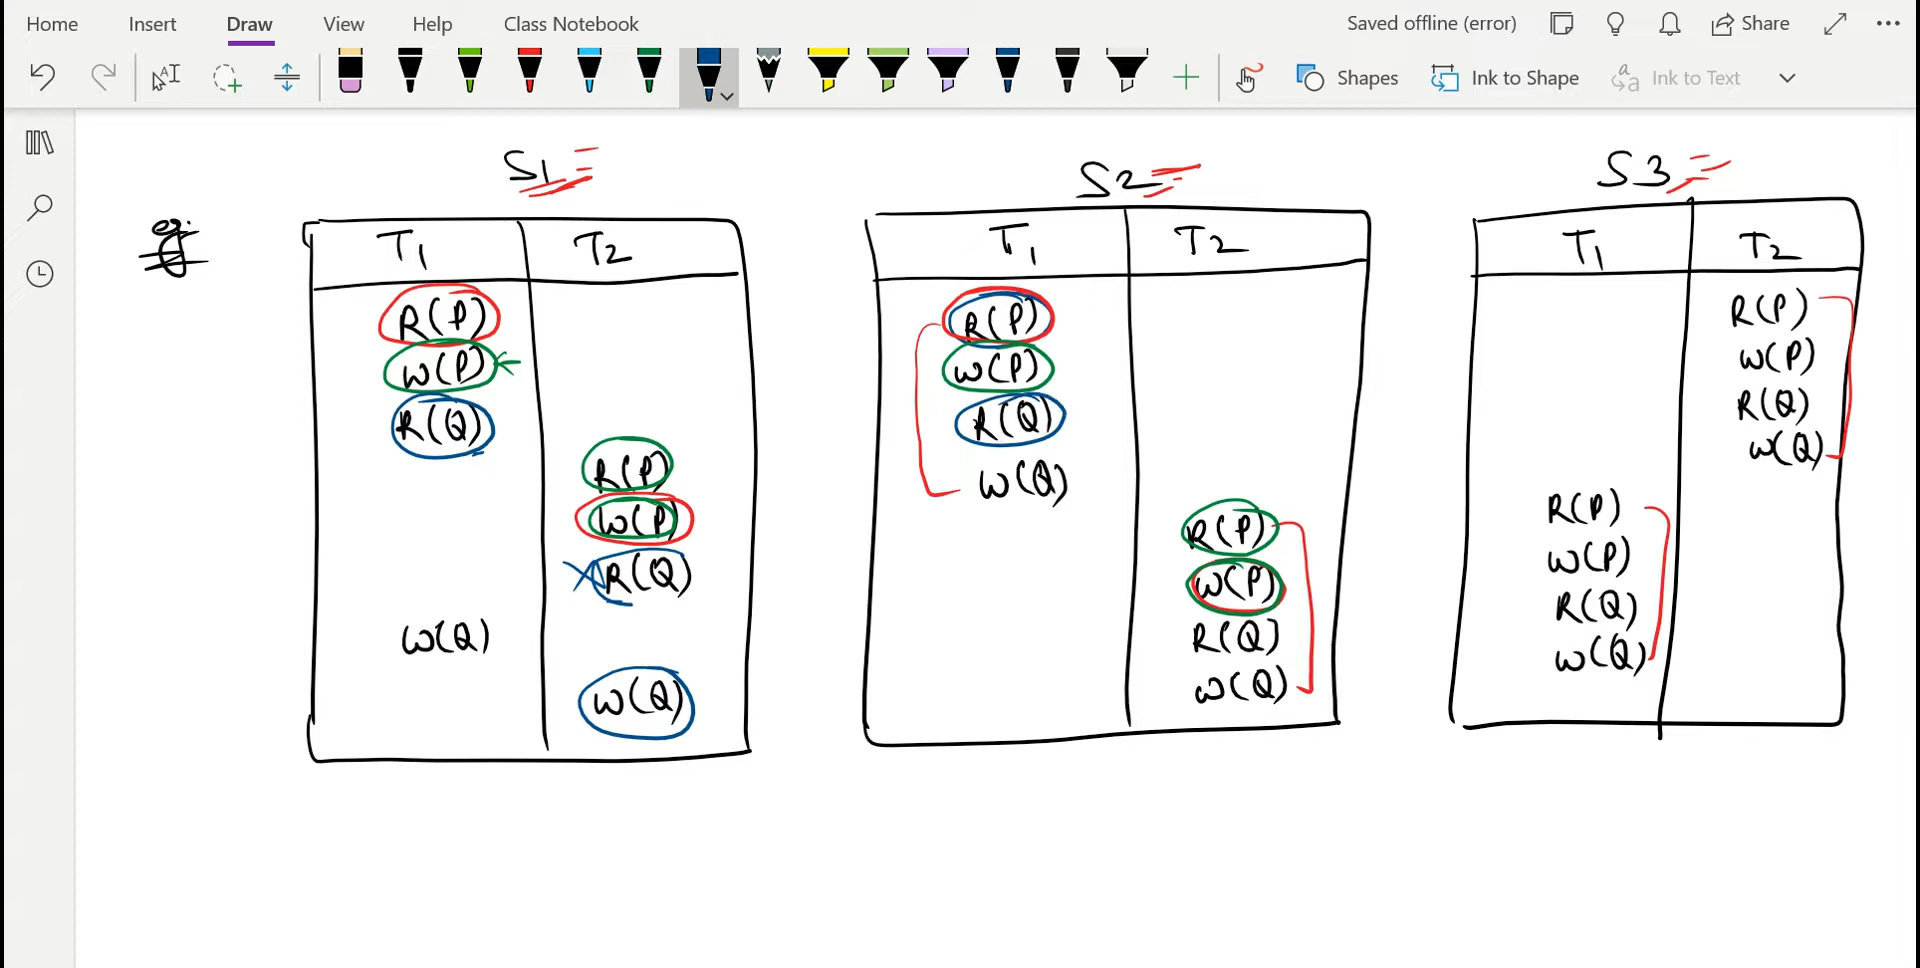 Home Insert Draw View Help Class Notebook Saved offline (error) Share
Shapes Ink to Shape Ink to Text
S1
S2
S3
eg:
T1 T2
R(P)
W(P)
R(Q)
R(P)
W(P)
R(Q)
W(Q)
W(Q)
T1 T2
R(P)
W(P)
R(Q)
W(Q)
R(P)
W(P)
R(Q)
W(Q)
T1 T2
R(P)
W(P)
R(Q)
W(Q)
R(P)
W(P)
R(Q)
W(Q)